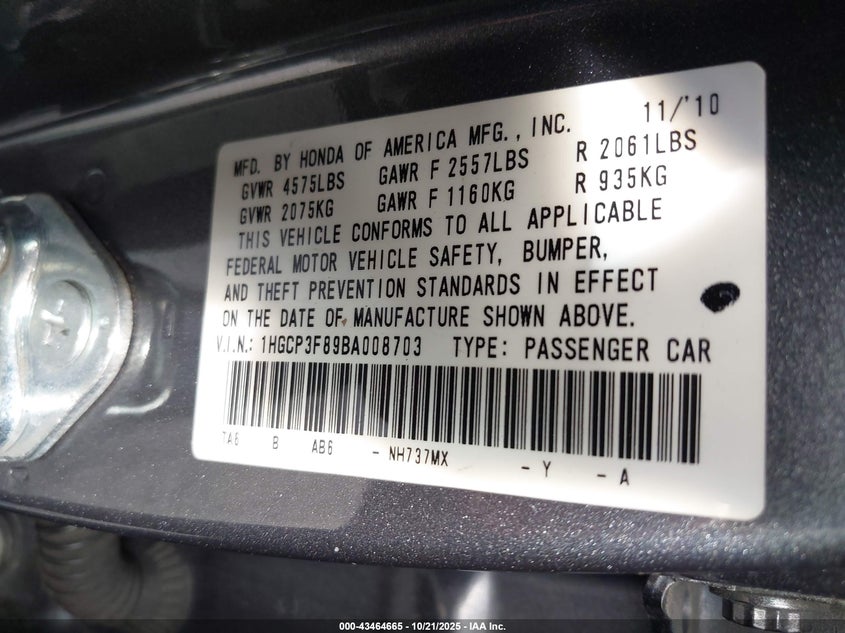 MFD. BY HONDA OF AMERICA MFG., INC. 11/'10
GVWR 4575LBS GAWR F 2557LBS R 2061LBS
GVWR 2075KG GAWR F 1160KG R 935KG
THIS VEHICLE CONFORMS TO ALL APPLICABLE
FEDERAL MOTOR VEHICLE SAFETY, BUMPER,
AND THEFT PREVENTION STANDARDS IN EFFECT
ON THE DATE OF MANUFACTURE SHOWN ABOVE.
V.I.N.: 1HGCP3F89BA008703 TYPE: PASSENGER CAR
TA6 B AB6 - NH737MX - Y - A
000-43464665 - 10/21/2025 - IAA Inc.